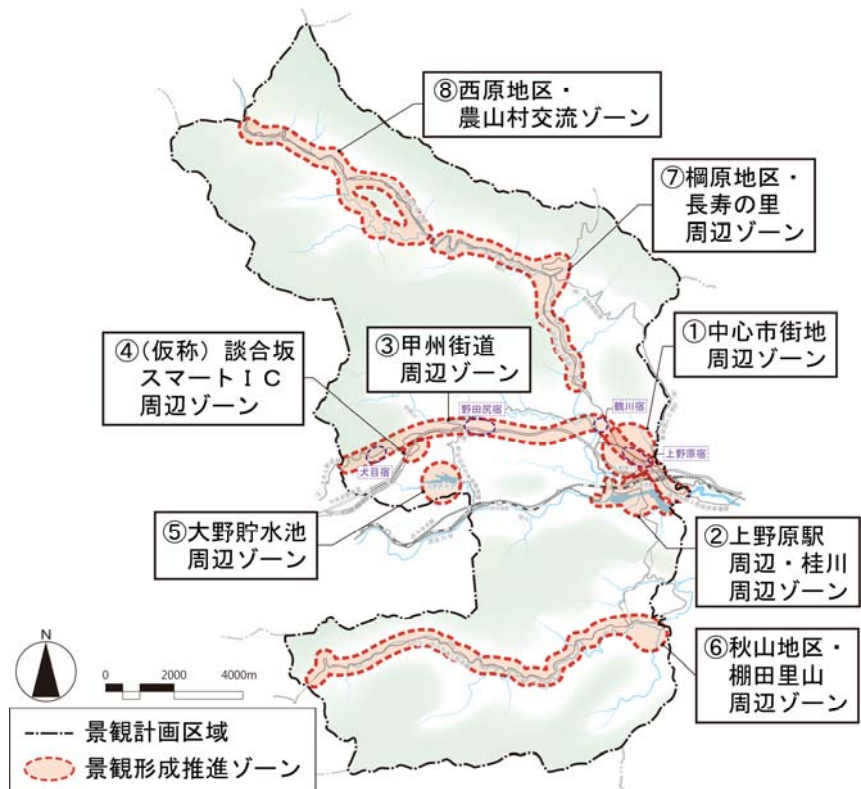 ⑧西原地区・
農山村交流ゾーン
⑦棡原地区・
長寿の里
周辺ゾーン
①中心市街地
周辺ゾーン
③甲州街道
周辺ゾーン
④(仮称）談合坂
スマートＩＣ
周辺ゾーン
野田尻宿
鶴川宿
上野原宿
犬目宿
⑤大野貯水池
周辺ゾーン
②上野原駅
周辺・桂川
周辺ゾーン
⑥秋山地区・
棚田里山
周辺ゾーン
N
0 2000 4000m
景観計画区域
景観形成推進ゾーン